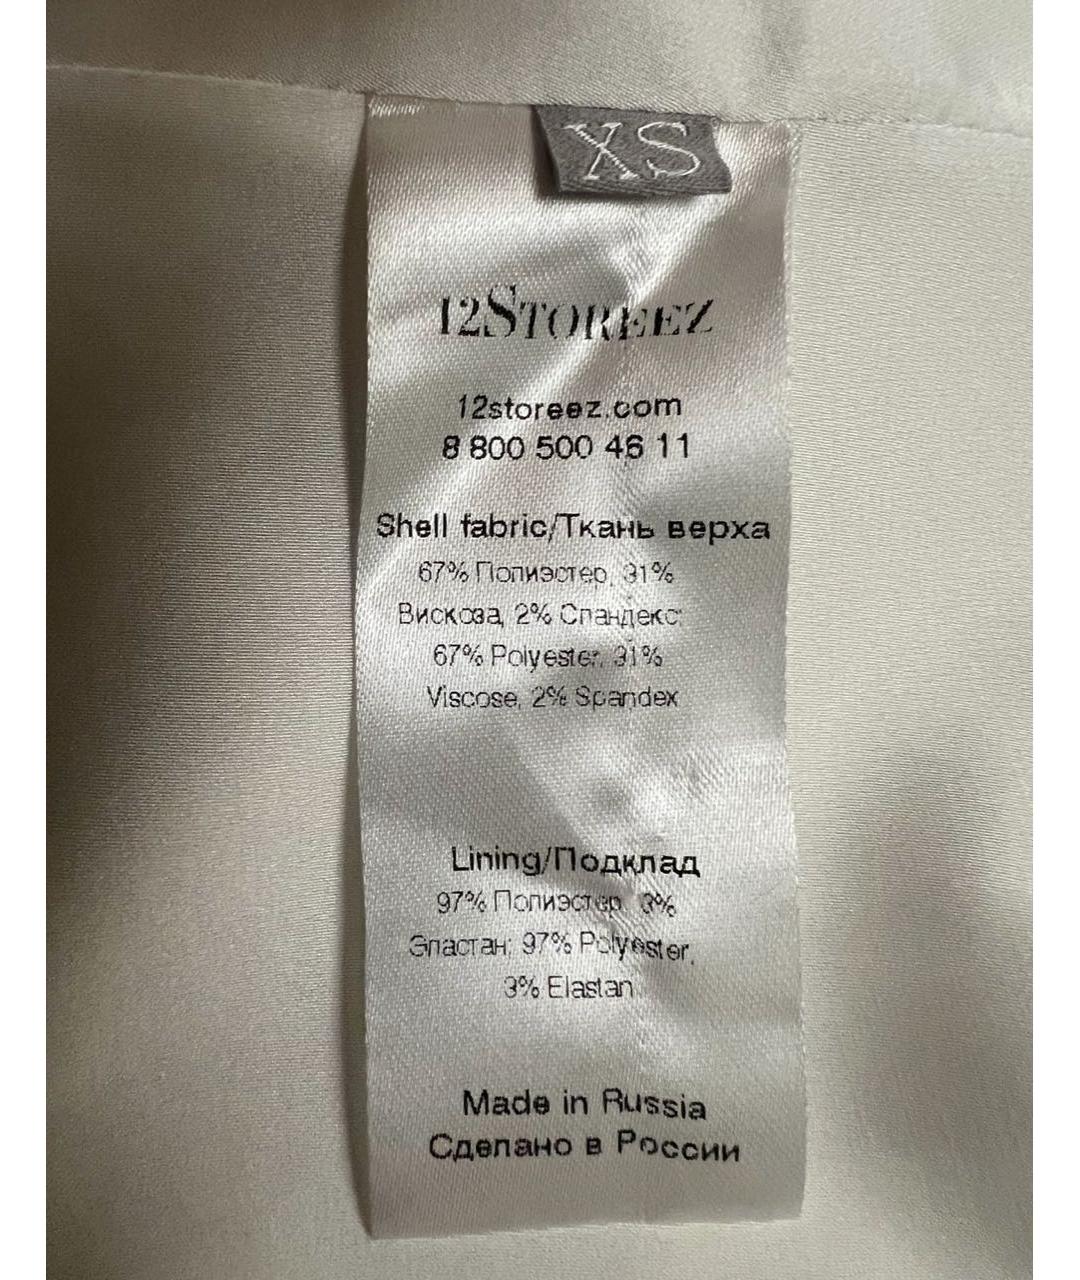 XS
12STOREEZ
12storeez.com
8 800 500 46 11
Shell fabric/Ткань верха
67% Полиэстер, 31%
Вискоза, 2% Спандекс;
67% Polyester, 31%
Viscose, 2% Spandex
Lining/Подклад
97% Полиэстер, 3%
Эластан; 97% Polyester,
3% Elastan
Made in Russia
Сделано в России